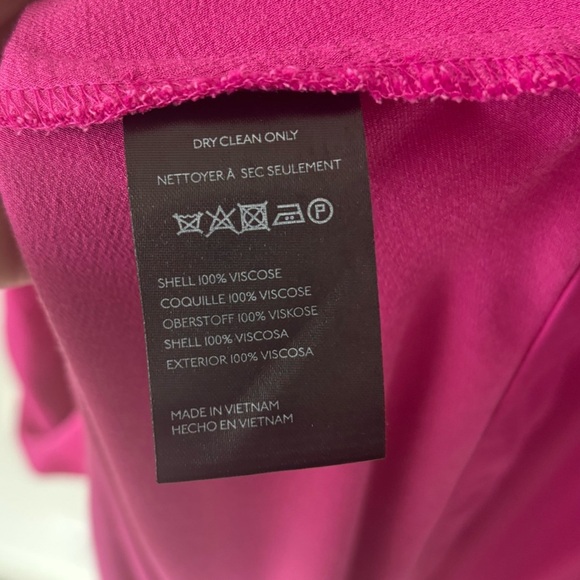 DRY CLEAN ONLY
NETTOYER À SEC SEULEMENT
P
SHELL 100% VISCOSE
COQUILLE 100% VISCOSE
OBERSTOFF 100% VISKOSE
SHELL 100% VISCOSA
EXTERIOR 100% VISCOSA
MADE IN VIETNAM
HECHO EN VIETNAM